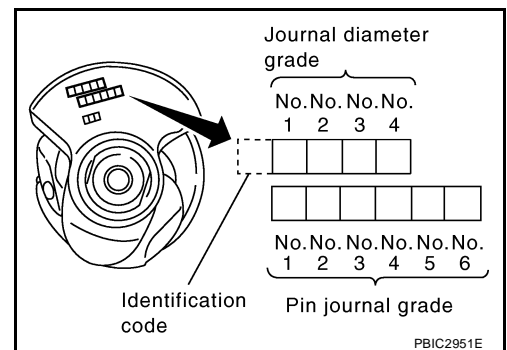 Journal diameter
grade
No. No. No. No.
1 2 3 4
No. No. No. No. No. No.
1 2 3 4 5 6
Identification
code
Pin journal grade
PBIC2951E